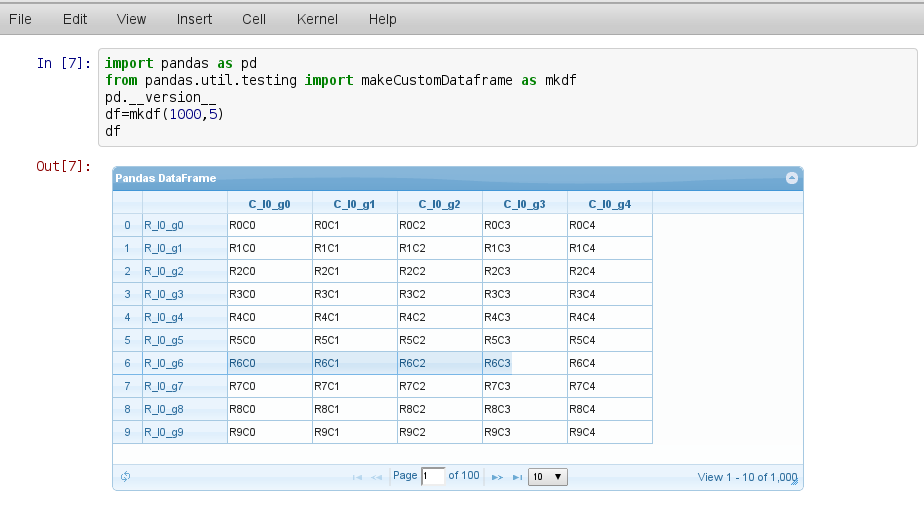 File Edit View Insert Cell Kernel Help
In [7]: import pandas as pd
from pandas.util.testing import makeCustomDataframe as mkdf
pd.__version__
df=mkdf(1000,5)
df
Out[7]:
Pandas DataFrame
C_l0_g0 C_l0_g1 C_l0_g2 C_l0_g3 C_l0_g4
0 R_l0_g0 R0C0 R0C1 R0C2 R0C3 R0C4
1 R_l0_g1 R1C0 R1C1 R1C2 R1C3 R1C4
2 R_l0_g2 R2C0 R2C1 R2C2 R2C3 R2C4
3 R_l0_g3 R3C0 R3C1 R3C2 R3C3 R3C4
4 R_l0_g4 R4C0 R4C1 R4C2 R4C3 R4C4
5 R_l0_g5 R5C0 R5C1 R5C2 R5C3 R5C4
6 R_l0_g6 R6C0 R6C1 R6C2 R6C3 R6C4
7 R_l0_g7 R7C0 R7C1 R7C2 R7C3 R7C4
8 R_l0_g8 R8C0 R8C1 R8C2 R8C3 R8C4
9 R_l0_g9 R9C0 R9C1 R9C2 R9C3 R9C4
Page 1 of 100 10 View 1 - 10 of 1,000